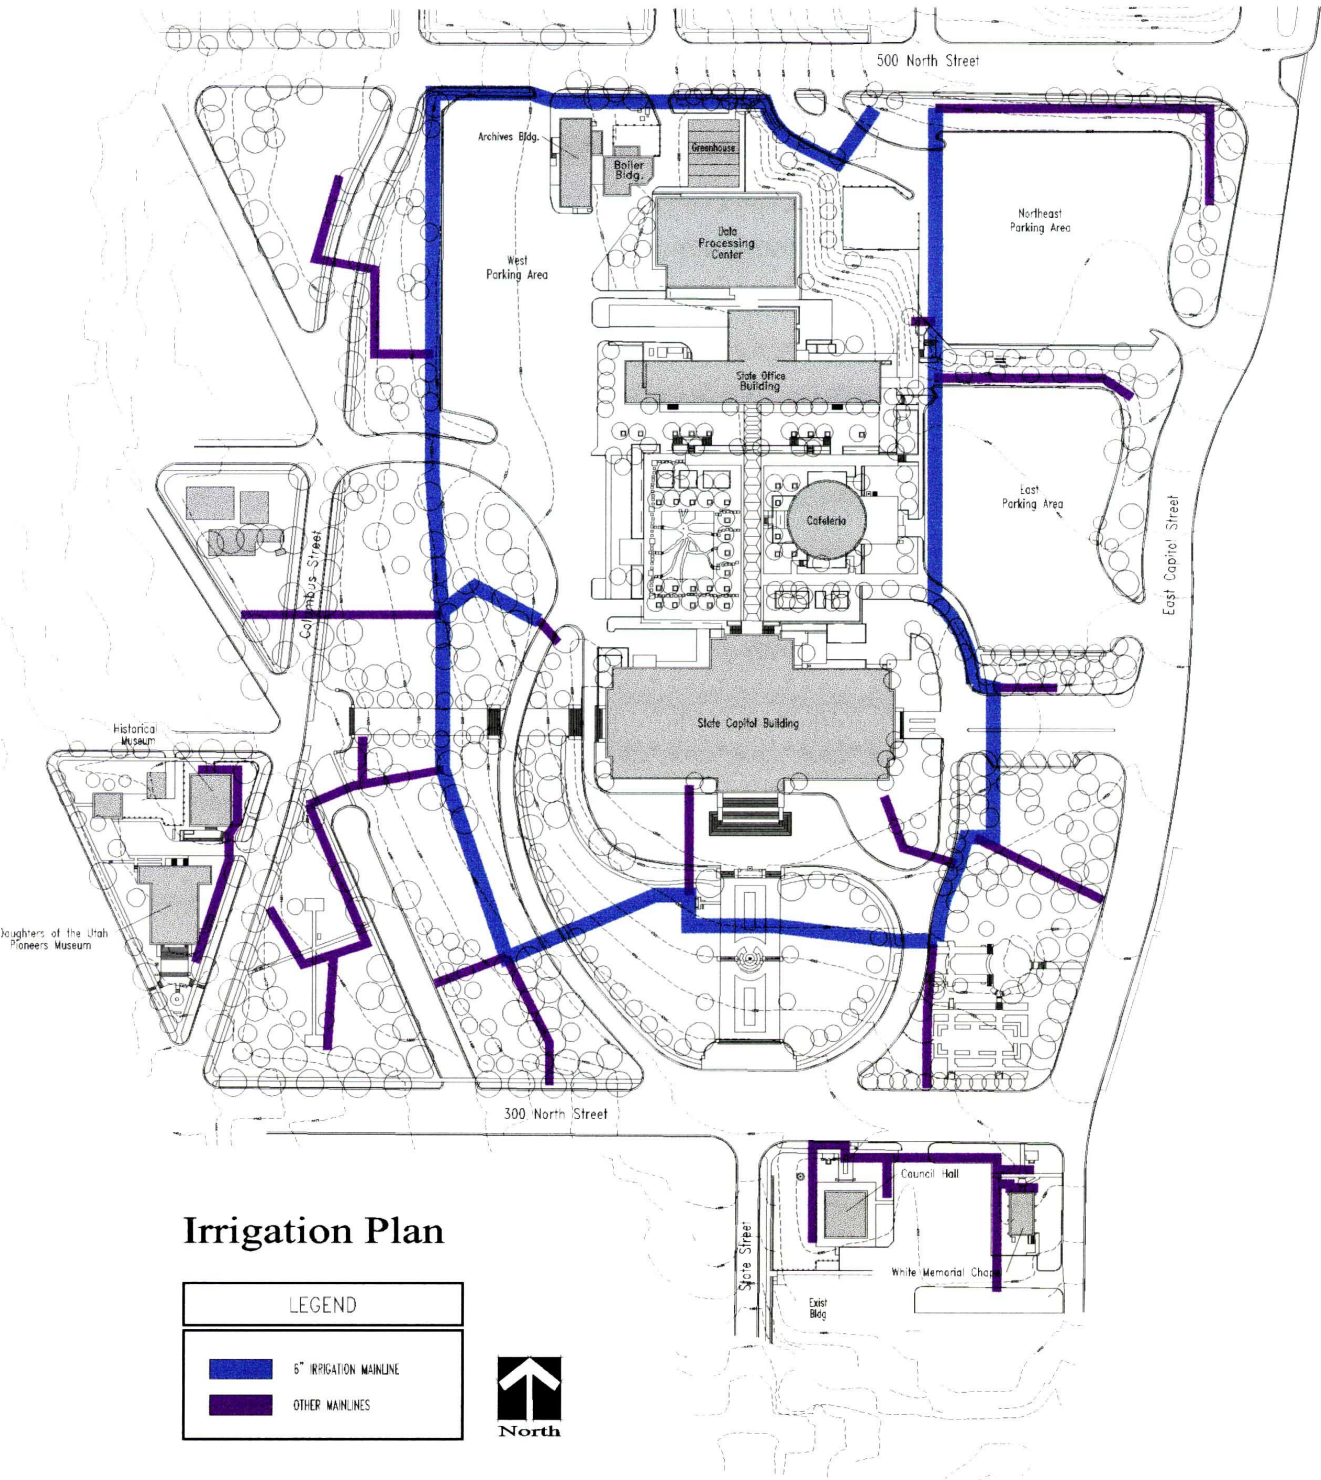 500 North Street
Archives Bldg.
Greenhouse
Boiler
Bldg.
Northeast
Parking Area
Data
Processing
Center
West
Parking Area
State Office
Building
East
Parking Area
Cafeteria
East Capitol Street
Columbus Street
State Capitol Building
Historical
Museum
Daughters of the Utah
Pioneers Museum
300 North Street
Council Hall
State Street
White Memorial Chapel
Exist
Bldg
Irrigation Plan
LEGEND
6" IRRIGATION MAINLINE
OTHER MAINLINES
North